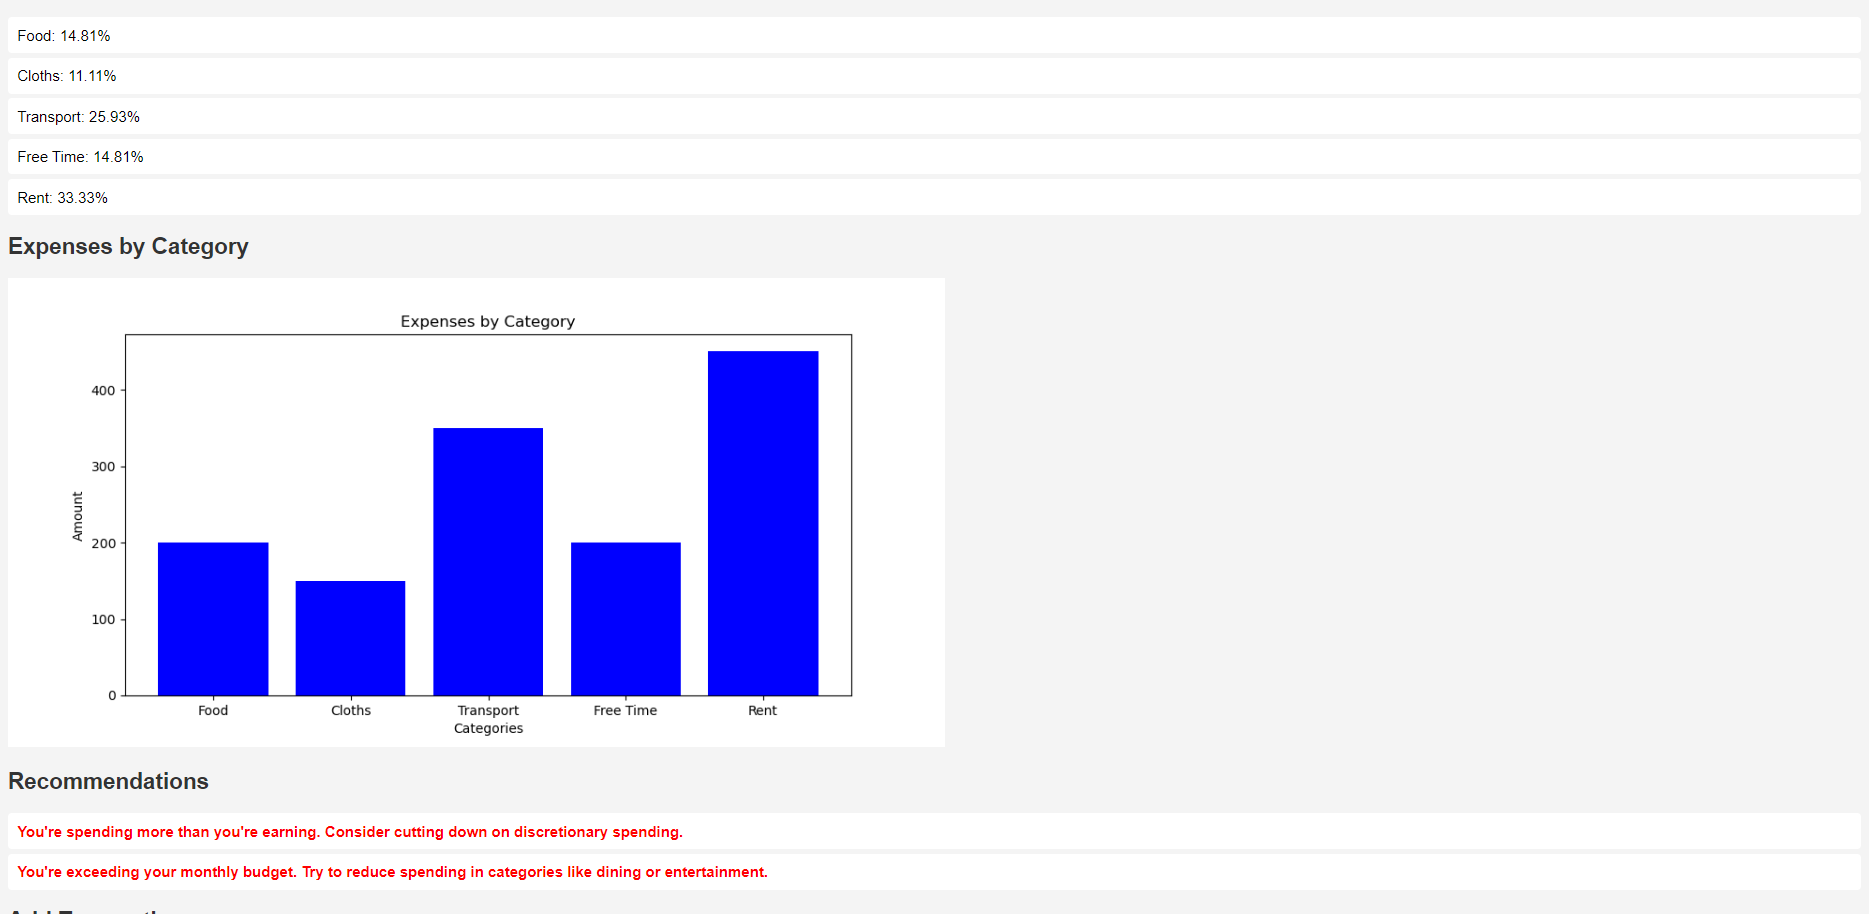 Food: 14.81%
Cloths: 11.11%
Transport: 25.93%
Free Time: 14.81%
Rent: 33.33%
Expenses by Category
Expenses by Category
400
300
200
100
0
Amount
Food Cloths Transport Free Time Rent
Categories
Recommendations
You're spending more than you're earning. Consider cutting down on discretionary spending.
You're exceeding your monthly budget. Try to reduce spending in categories like dining or entertainment.